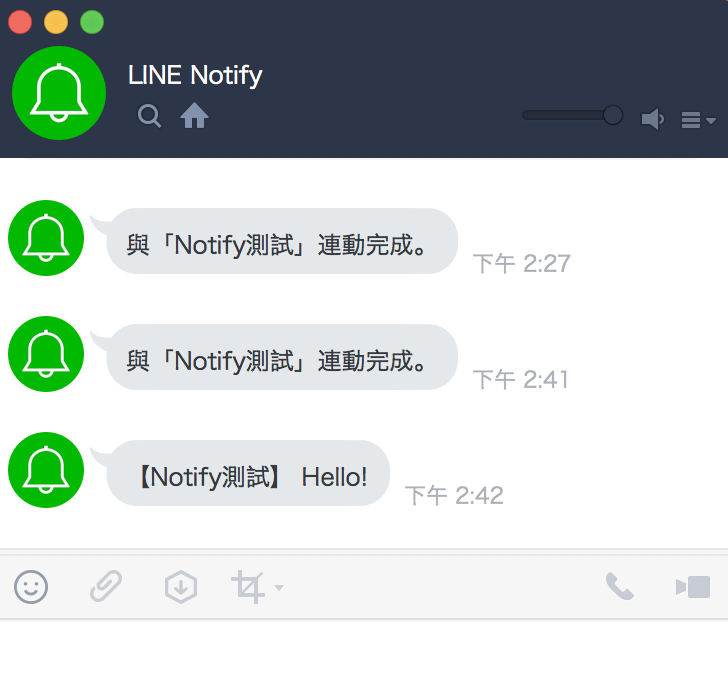 LINE Notify
與「Notify測試」連動完成。
下午 2:27
與「Notify測試」連動完成。
下午 2:41
【Notify測試】 Hello!
下午 2:42